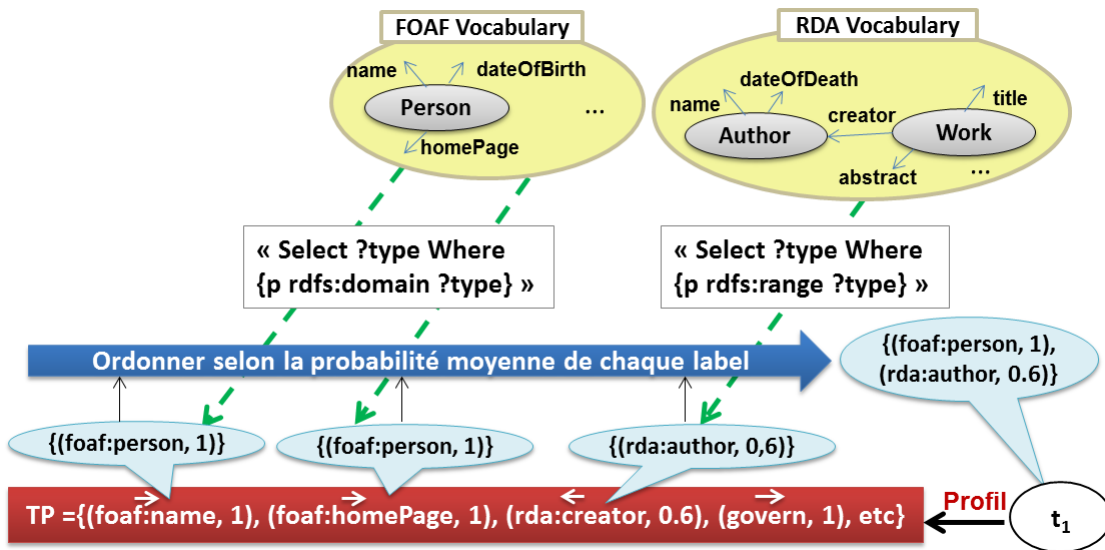 FOAF Vocabulary
name
dateOfBirth
Person
...
homePage
RDA Vocabulary
dateOfDeath
name
title
creator
Author
Work
abstract
...
« Select ?type Where
{p rdfs:domain ?type} »
« Select ?type Where
{p rdfs:range ?type} »
Ordonner selon la probabilité moyenne de chaque label
{(foaf:person, 1),
(rda:author, 0.6)}
{(foaf:person, 1)}
{(foaf:person, 1)}
{(rda:author, 0,6)}
TP ={(foaf:name, 1), (foaf:homePage, 1), (rda:creator, 0.6), (govern, 1), etc}
Profil
t₁